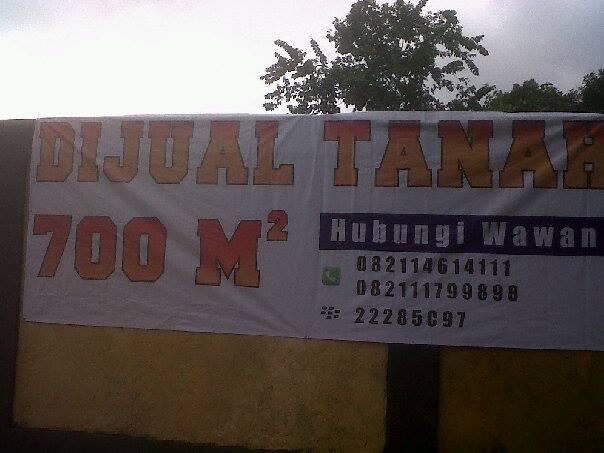 DIJUAL TANAH
700 M²
Hubungi Wawan
082114614111
082111799898
22285C97